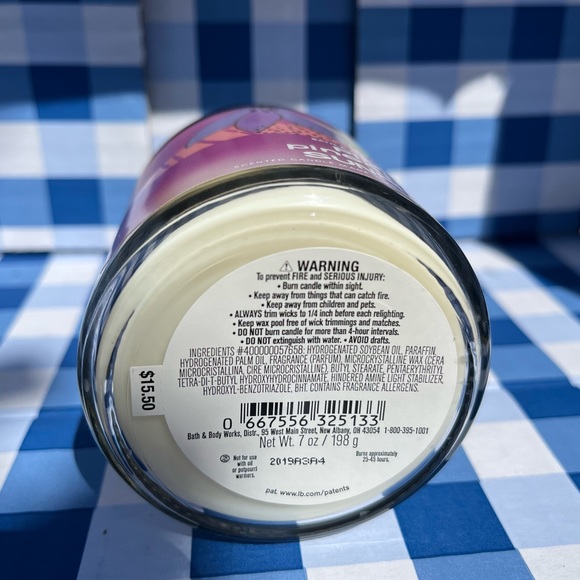 SCENTED CANDLE
⚠ WARNING
To prevent FIRE and SERIOUS INJURY:
• Burn candle within sight.
• Keep away from things that can catch fire.
• Keep away from children and pets.
• ALWAYS trim wicks to 1/4 inch before each relighting.
• Keep wax pool free of wick trimmings and matches.
• DO NOT burn candle for more than 4-hour intervals.
• DO NOT extinguish with water. • AVOID drafts.
INGREDIENTS #400000057658: HYDROGENATED SOYBEAN OIL, PARAFFIN,
HYDROGENATED PALM OIL, FRAGRANCE (PARFUM), MICROCRYSTALLINE WAX (CERA
MICROCRISTALLINA, CIRE MICROCRISTALLINE), BUTYL STEARATE, PENTAERYTHRITYL
TETRA-DI-T-BUTYL HYDROXYHYDROCINNAMATE, HINDERED AMINE LIGHT STABILIZER,
HYDROXYL-BENZOTRIAZOLE, BHT. CONTAINS FRAGRANCE ALLERGENS.
$15.50
0 667556 325133
Bath & Body Works, Distr., 95 West Main Street, New Albany, OH 43054 1-800-395-1001
Net Wt. 7 oz / 198 g
Not for use
with oil
or potpourri
warmers.
2019A3A4
Burns approximately
25-45 hours.
pat. www.lb.com/patents